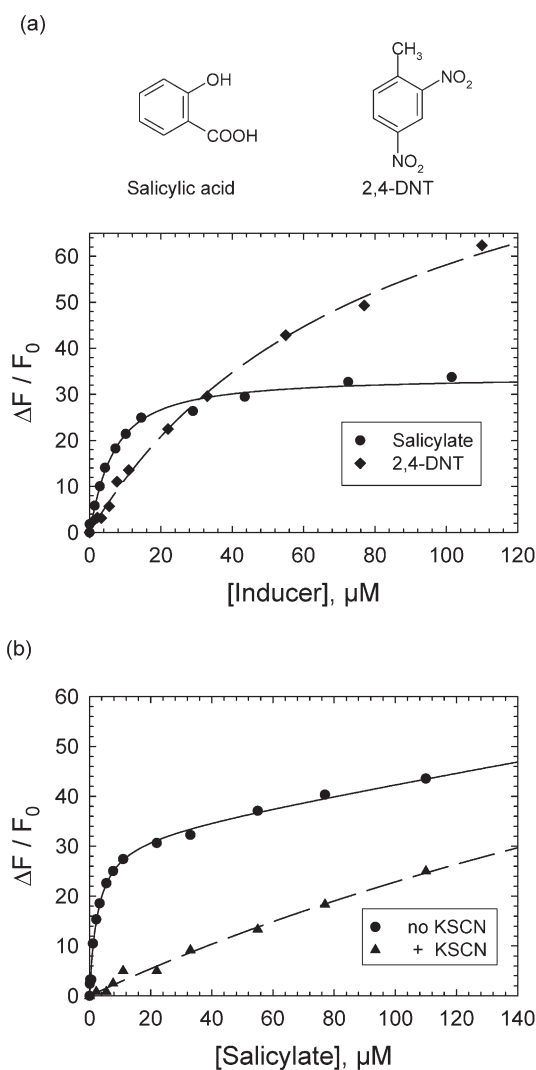 (a)
OH
COOH
Salicylic acid
CH₃
NO₂
NO₂
2,4-DNT
60
50
40
30
20
10
0
ΔF / F₀
Salicylate
2,4-DNT
0 20 40 60 80 100 120
[Inducer], µM
(b)
60
50
40
30
20
10
0
ΔF / F₀
no KSCN
+ KSCN
0 20 40 60 80 100 120 140
[Salicylate], µM